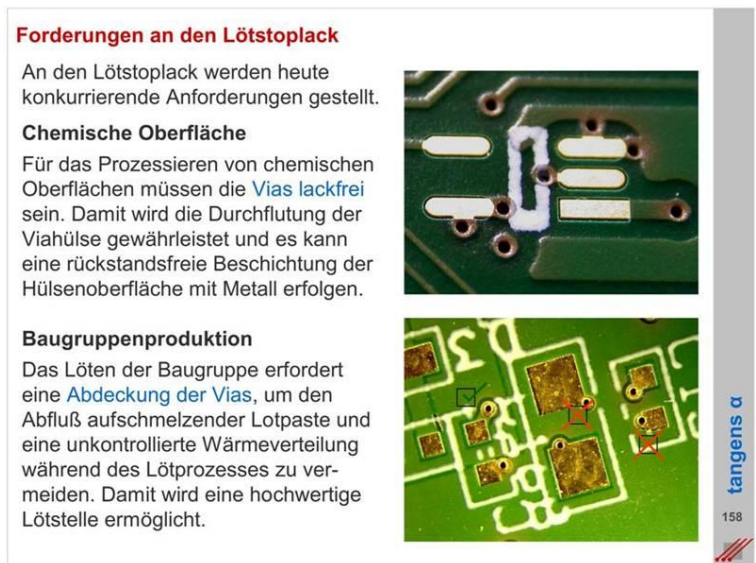 Forderungen an den Lötstoplack
An den Lötstoplack werden heute
konkurrierende Anforderungen gestellt.
Chemische Oberfläche
Für das Prozessieren von chemischen
Oberflächen müssen die Vias lackfrei
sein. Damit wird die Durchflutung der
Viahülse gewährleistet und es kann
eine rückstandsfreie Beschichtung der
Hülsenoberfläche mit Metall erfolgen.
Baugruppenproduktion
Das Löten der Baugruppe erfordert
eine Abdeckung der Vias, um den
Abfluß aufschmelzender Lotpaste und
eine unkontrollierte Wärmeverteilung
während des Lötprozesses zu ver-
meiden. Damit wird eine hochwertige
Lötstelle ermöglicht.
tangens α
158